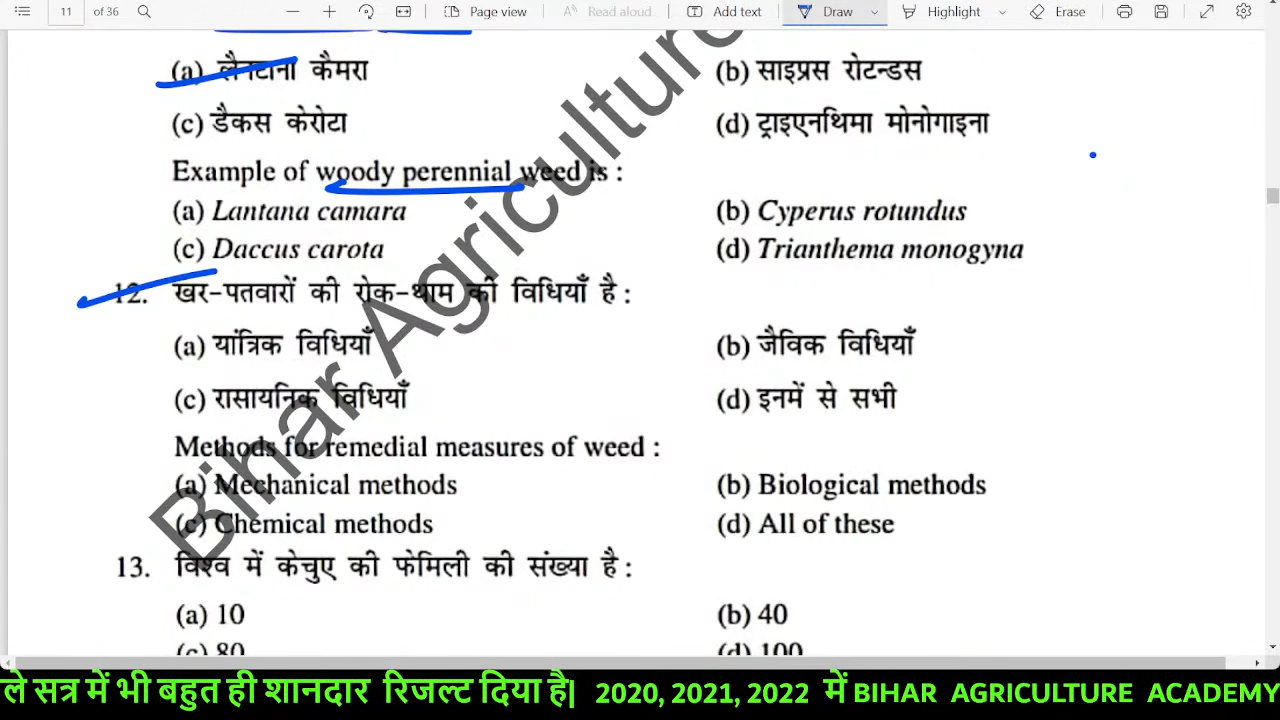 11 of 36 Page view Read aloud Add text Draw Highlight Erase
(a) लैनटाना कैमरा (b) साइप्रस रोटन्डस
(c) डैकस केरोटा (d) ट्राइएनथिमा मोनोगाइना
Example of woody perennial weed is :
(a) Lantana camara (b) Cyperus rotundus
(c) Daccus carota (d) Trianthema monogyna
12. खर-पतवारों की रोक-थाम की विधियाँ है :
(a) यांत्रिक विधियाँ (b) जैविक विधियाँ
(c) रासायनिक विधियाँ (d) इनमें से सभी
Methods for remedial measures of weed :
(a) Mechanical methods (b) Biological methods
(c) Chemical methods (d) All of these
13. विश्व में केचुए की फेमिली की संख्या है :
(a) 10 (b) 40
(c) 80 (d) 100
Bihar Agriculture
ले सत्र में भी बहुत ही शानदार रिजल्ट दिया है| 2020, 2021, 2022 में BIHAR AGRICULTURE ACADEMY